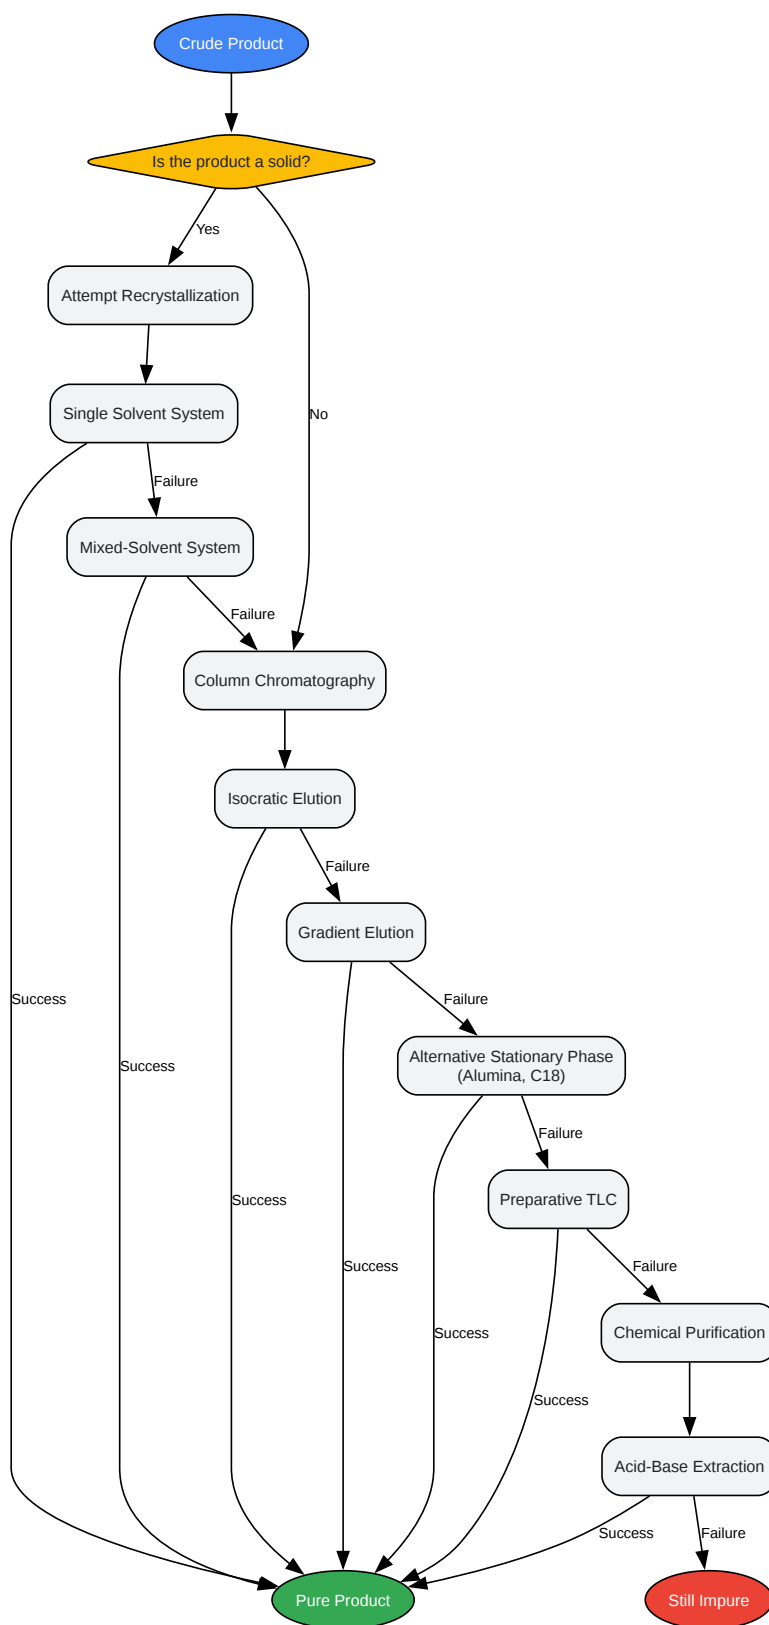 Crude Product
Is the product a solid?
Yes
Attempt Recrystallization
Single Solvent System
No
Failure
Mixed-Solvent System
Failure
Column Chromatography
Isocratic Elution
Failure
Gradient Elution
Success
Failure
Alternative Stationary Phase
(Alumina, C18)
Success
Failure
Preparative TLC
Success
Success
Failure
Success
Chemical Purification
Success
Acid-Base Extraction
Success
Failure
Pure Product
Still Impure